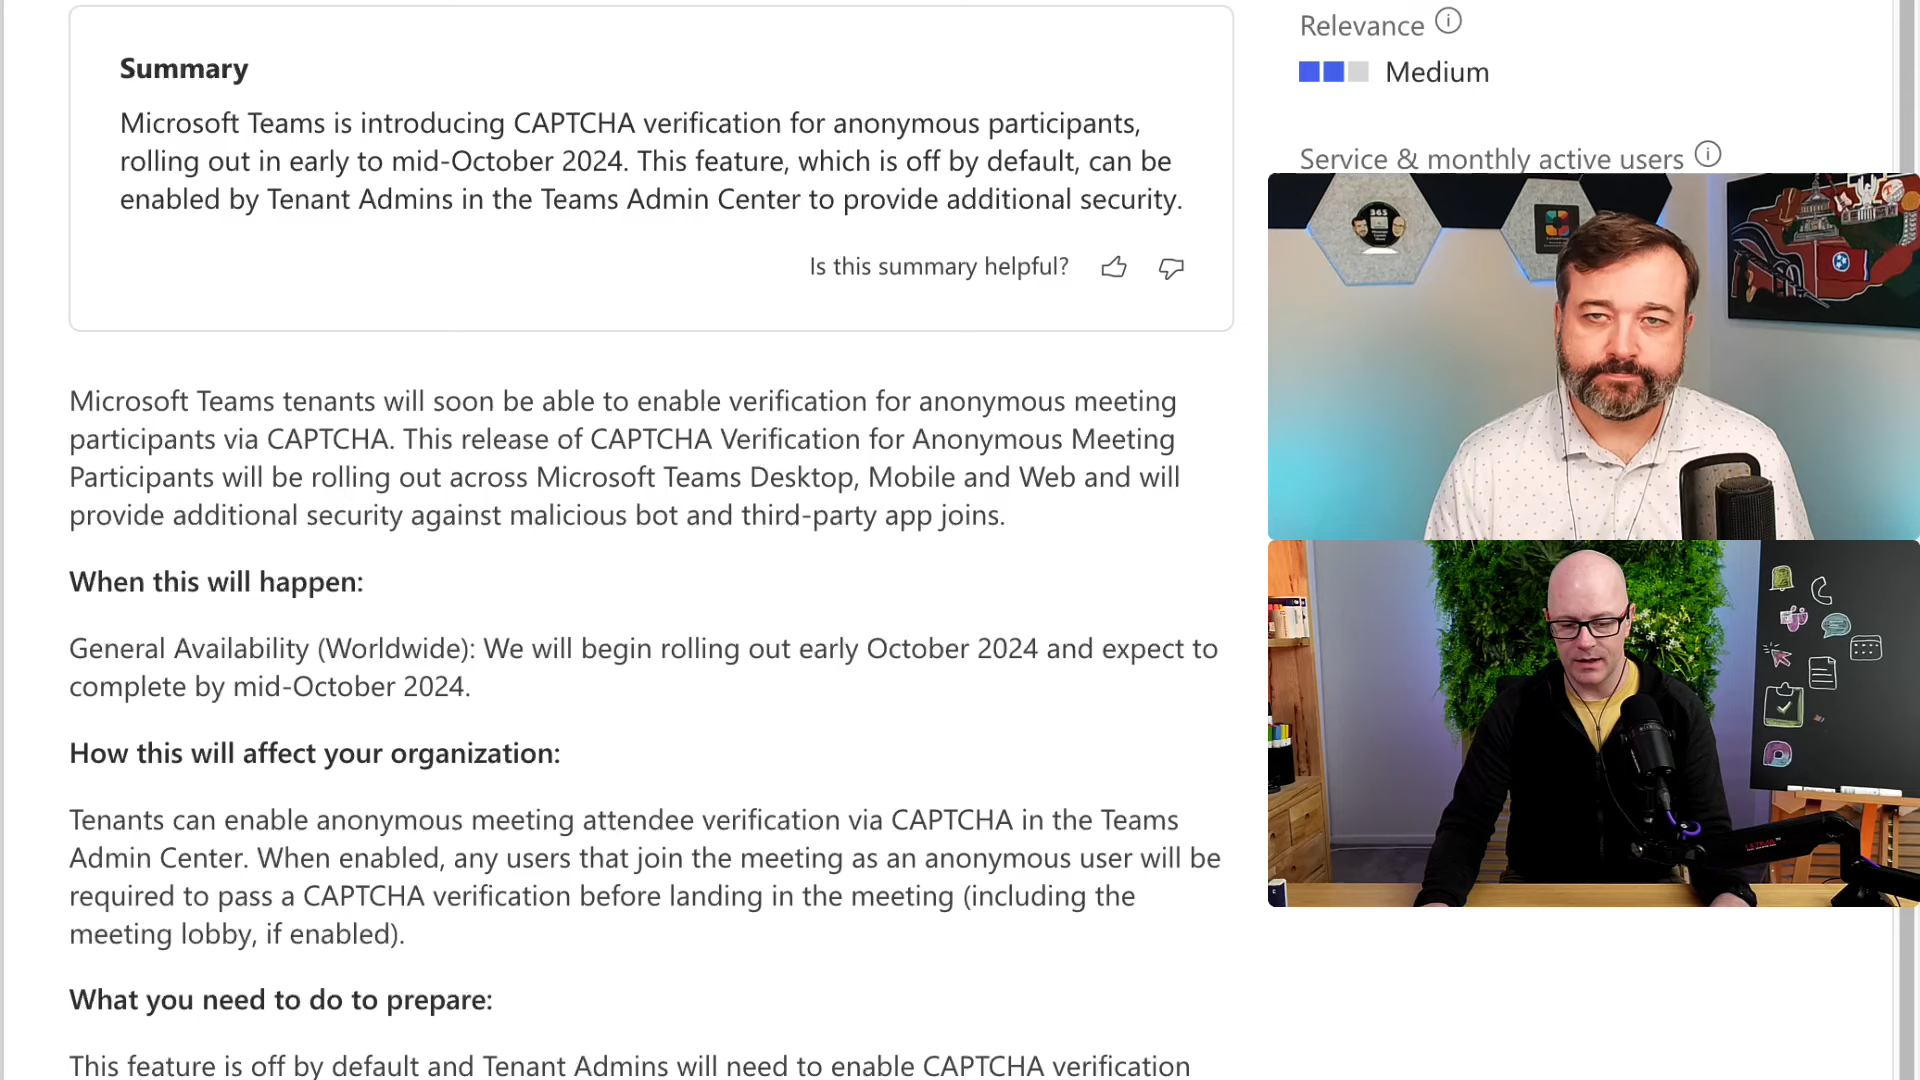 Summary
Microsoft Teams is introducing CAPTCHA verification for anonymous participants,
rolling out in early to mid-October 2024. This feature, which is off by default, can be
enabled by Tenant Admins in the Teams Admin Center to provide additional security.
Is this summary helpful?
Microsoft Teams tenants will soon be able to enable verification for anonymous meeting
participants via CAPTCHA. This release of CAPTCHA Verification for Anonymous Meeting
Participants will be rolling out across Microsoft Teams Desktop, Mobile and Web and will
provide additional security against malicious bot and third-party app joins.
When this will happen:
General Availability (Worldwide): We will begin rolling out early October 2024 and expect to
complete by mid-October 2024.
How this will affect your organization:
Tenants can enable anonymous meeting attendee verification via CAPTCHA in the Teams
Admin Center. When enabled, any users that join the meeting as an anonymous user will be
required to pass a CAPTCHA verification before landing in the meeting (including the
meeting lobby, if enabled).
What you need to do to prepare:
This feature is off by default and Tenant Admins will need to enable CAPTCHA verification
Relevance
Medium
Service & monthly active users
365